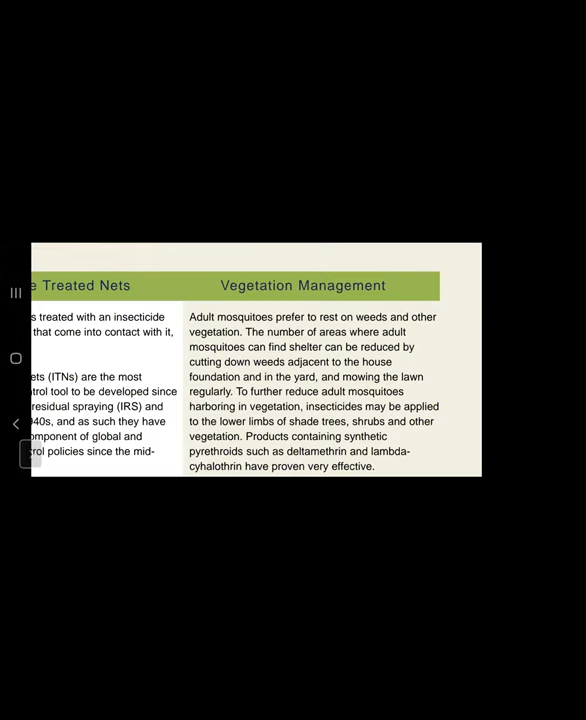 e Treated Nets
s treated with an insecticide
that come into contact with it,
ets (ITNs) are the most
trol tool to be developed since
residual spraying (IRS) and
940s, and as such they have
omponent of global and
rol policies since the mid-
Vegetation Management
Adult mosquitoes prefer to rest on weeds and other
vegetation. The number of areas where adult
mosquitoes can find shelter can be reduced by
cutting down weeds adjacent to the house
foundation and in the yard, and mowing the lawn
regularly. To further reduce adult mosquitoes
harboring in vegetation, insecticides may be applied
to the lower limbs of shade trees, shrubs and other
vegetation. Products containing synthetic
pyrethroids such as deltamethrin and lambda-
cyhalothrin have proven very effective.